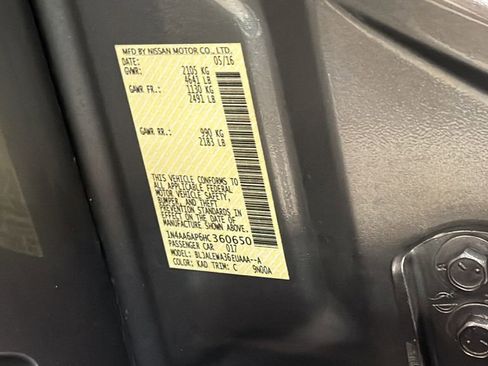 MFD BY NISSAN MOTOR CO., LTD.
DATE: 05/16
GVWR: 2105 KG
4641 LB
GAWR FR.: 1130 KG
2491 LB
GAWR RR.: 990 KG
2183 LB
THIS VEHICLE CONFORMS TO
ALL APPLICABLE FEDERAL
MOTOR VEHICLE SAFETY,
BUMPER, AND THEFT
PREVENTION STANDARDS IN
EFFECT ON THE DATE OF
MANUFACTURE SHOWN ABOVE.
1N4AA6AP6HC360650
PASSENGER CAR 017
MODEL: BLJALEWA36EUAAA--A
COLOR: KAD TRIM: C 9N00A